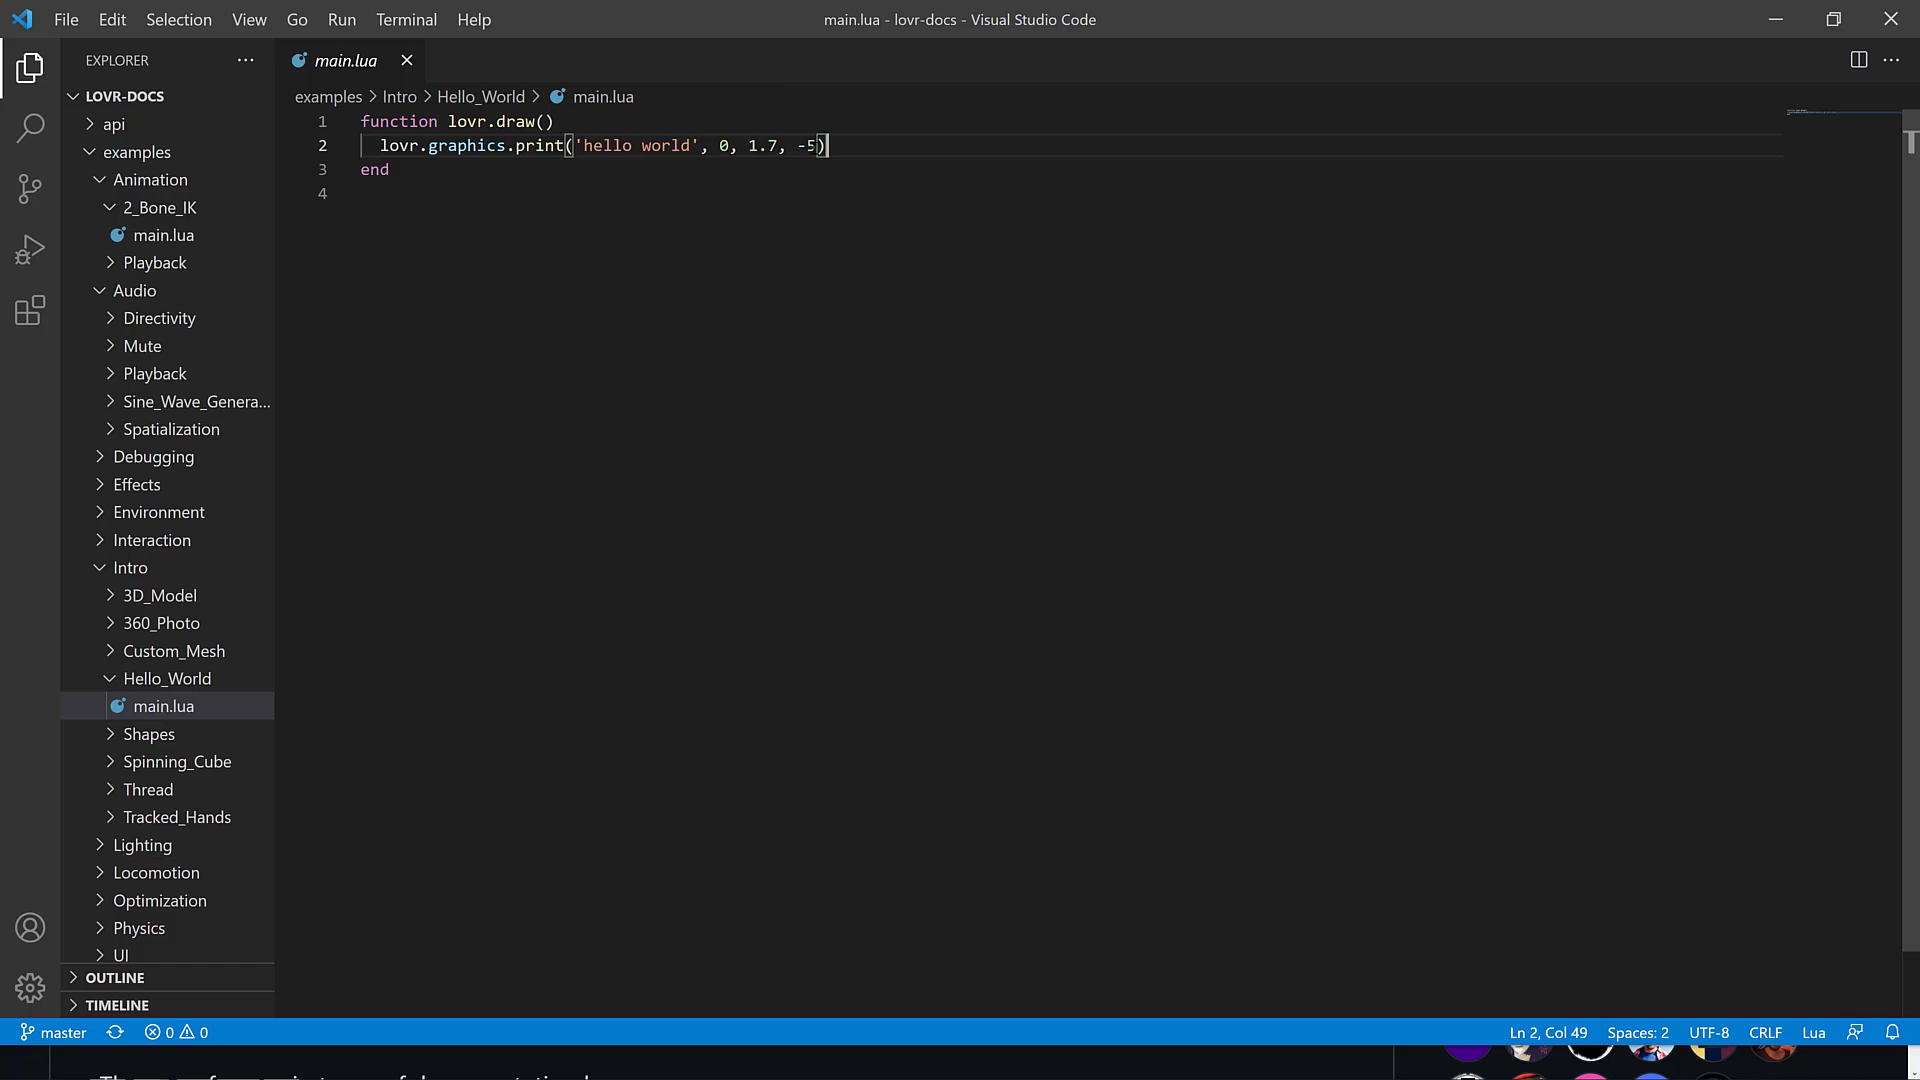 File Edit Selection View Go Run Terminal Help
main.lua - lovr-docs - Visual Studio Code
EXPLORER
LOVR-DOCS
api
examples
Animation
2_Bone_IK
main.lua
Playback
Audio
Directivity
Mute
Playback
Sine_Wave_Genera...
Spatialization
Debugging
Effects
Environment
Interaction
Intro
3D_Model
360_Photo
Custom_Mesh
Hello_World
main.lua
Shapes
Spinning_Cube
Thread
Tracked_Hands
Lighting
Locomotion
Optimization
Physics
UI
OUTLINE
TIMELINE
main.lua
examples > Intro > Hello_World > main.lua
1 function lovr.draw()
2 lovr.graphics.print('hello world', 0, 1.7, -5)
3 end
4
master 0 0 Ln 2, Col 49 Spaces: 2 UTF-8 CRLF Lua